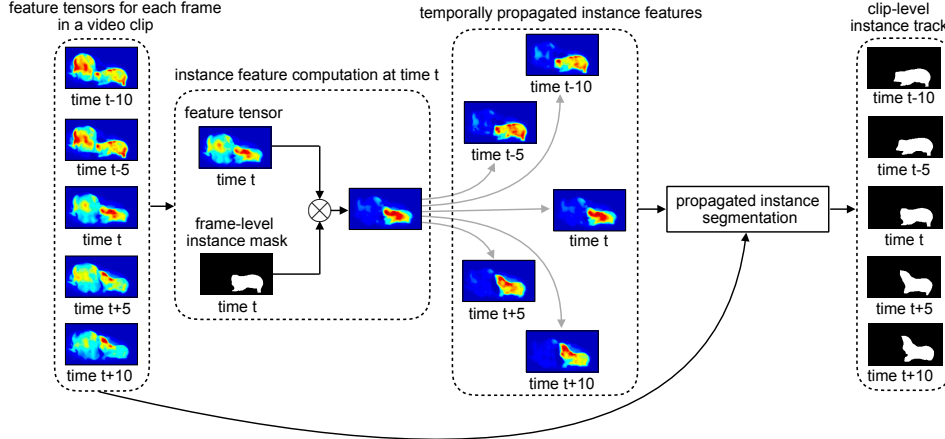 feature tensors for each frame
in a video clip
time t-10
time t-5
time t
time t+5
time t+10
instance feature computation at time t
feature tensor
time t
frame-level
instance mask
time t
temporally propagated instance features
time t-10
time t-5
time t
time t+5
time t+10
propagated instance
segmentation
clip-level
instance track
time t-10
time t-5
time t
time t+5
time t+10